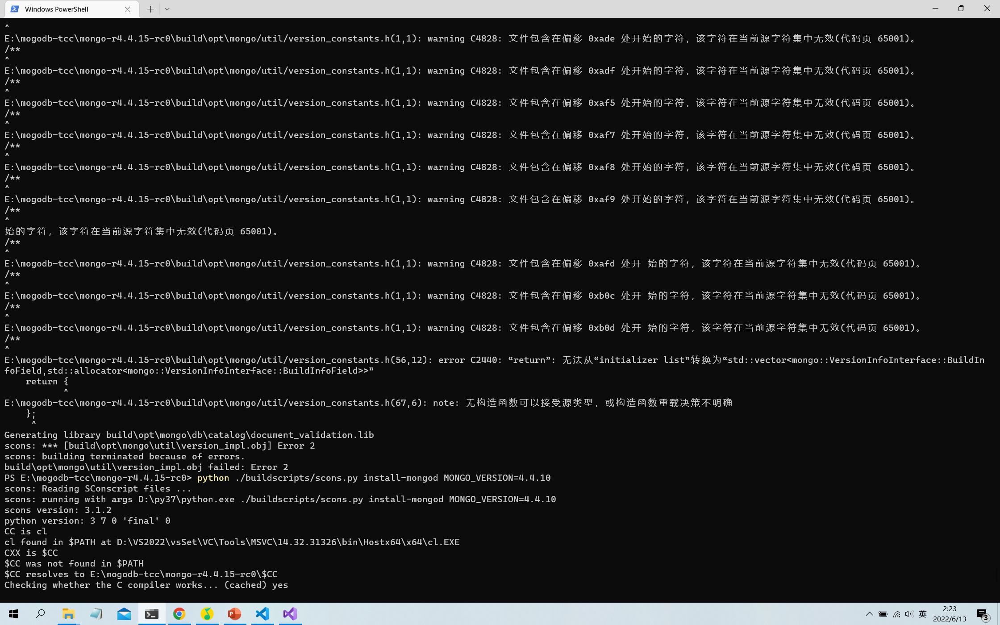 Windows PowerShell
^
E:\mogodb-tcc\mongo-r4.4.15-rc0\build\opt\mongo/util/version_constants.h(1,1): warning C4828: 文件包含在偏移 0xade 处开始的字符，该字符在当前源字符集中无效(代码页 65001)。
/**
^
E:\mogodb-tcc\mongo-r4.4.15-rc0\build\opt\mongo/util/version_constants.h(1,1): warning C4828: 文件包含在偏移 0xadf 处开始的字符，该字符在当前源字符集中无效(代码页 65001)。
/**
^
E:\mogodb-tcc\mongo-r4.4.15-rc0\build\opt\mongo/util/version_constants.h(1,1): warning C4828: 文件包含在偏移 0xaf5 处开始的字符，该字符在当前源字符集中无效(代码页 65001)。
/**
^
E:\mogodb-tcc\mongo-r4.4.15-rc0\build\opt\mongo/util/version_constants.h(1,1): warning C4828: 文件包含在偏移 0xaf7 处开始的字符，该字符在当前源字符集中无效(代码页 65001)。
/**
^
E:\mogodb-tcc\mongo-r4.4.15-rc0\build\opt\mongo/util/version_constants.h(1,1): warning C4828: 文件包含在偏移 0xaf8 处开始的字符，该字符在当前源字符集中无效(代码页 65001)。
/**
^
E:\mogodb-tcc\mongo-r4.4.15-rc0\build\opt\mongo/util/version_constants.h(1,1): warning C4828: 文件包含在偏移 0xaf9 处开始的字符，该字符在当前源字符集中无效(代码页 65001)。
/**
^
始的字符，该字符在当前源字符集中无效(代码页 65001)。
/**
^
E:\mogodb-tcc\mongo-r4.4.15-rc0\build\opt\mongo/util/version_constants.h(1,1): warning C4828: 文件包含在偏移 0xafd 处开 始的字符，该字符在当前源字符集中无效(代码页 65001)。
/**
^
E:\mogodb-tcc\mongo-r4.4.15-rc0\build\opt\mongo/util/version_constants.h(1,1): warning C4828: 文件包含在偏移 0xb0c 处开 始的字符，该字符在当前源字符集中无效(代码页 65001)。
/**
^
E:\mogodb-tcc\mongo-r4.4.15-rc0\build\opt\mongo/util/version_constants.h(1,1): warning C4828: 文件包含在偏移 0xb0d 处开 始的字符，该字符在当前源字符集中无效(代码页 65001)。
/**
^
E:\mogodb-tcc\mongo-r4.4.15-rc0\build\opt\mongo/util/version_constants.h(56,12): error C2440: “return”: 无法从“initializer list”转换为“std::vector<mongo::VersionInfoInterface::BuildIn
foField,std::allocator<mongo::VersionInfoInterface::BuildInfoField>>”
    return {
           ^
E:\mogodb-tcc\mongo-r4.4.15-rc0\build\opt\mongo/util/version_constants.h(67,6): note: 无构造函数可以接受源类型，或构造函数重载决策不明确
    };
     ^
Generating library build\opt\mongo\db\catalog\document_validation.lib
scons: *** [build\opt\mongo\util\version_impl.obj] Error 2
scons: building terminated because of errors.
build\opt\mongo\util\version_impl.obj failed: Error 2
PS E:\mogodb-tcc\mongo-r4.4.15-rc0> python ./buildscripts/scons.py install-mongod MONGO_VERSION=4.4.10
scons: Reading SConscript files ...
scons: running with args D:\py37\python.exe ./buildscripts/scons.py install-mongod MONGO_VERSION=4.4.10
scons version: 3.1.2
python version: 3 7 0 'final' 0
CC is cl
cl found in $PATH at D:\VS2022\vsSet\VC\Tools\MSVC\14.32.31326\bin\Hostx64\x64\cl.EXE
CXX is $CC
$CC was not found in $PATH
$CC resolves to E:\mogodb-tcc\mongo-r4.4.15-rc0\$CC
Checking whether the C compiler works... (cached) yes
英
2:23
2022/6/13
3